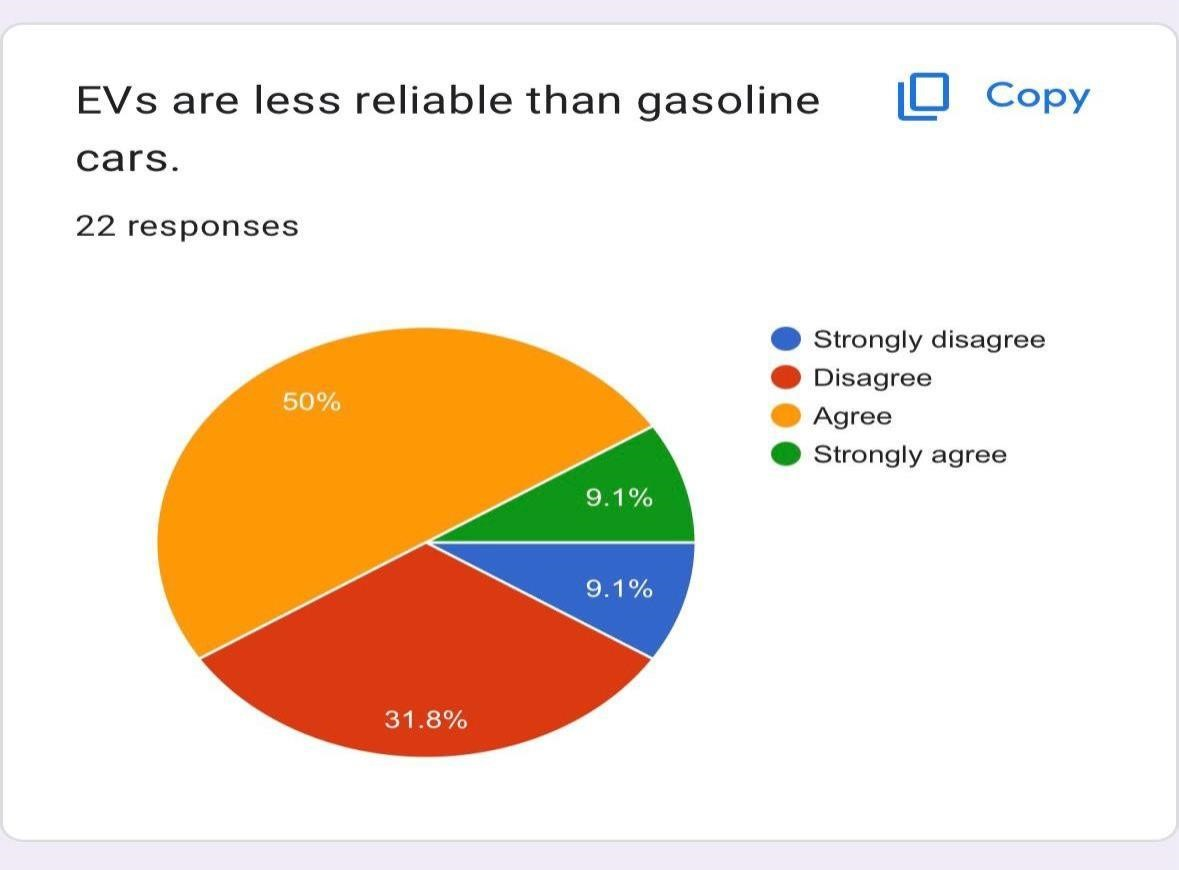 EVs are less reliable than gasoline
cars.
Copy
22 responses
Strongly disagree
Disagree
Agree
Strongly agree
50%
9.1%
9.1%
31.8%